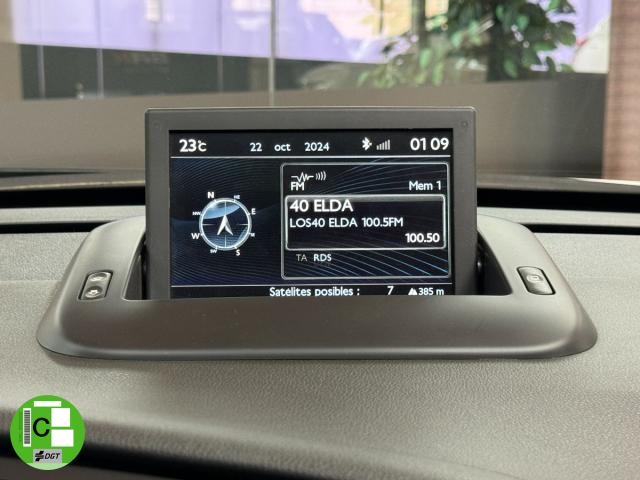 23°c 22 oct 2024 01 09
FM Mem 1
40 ELDA
LOS40 ELDA 100.5FM
100.50
TA RDS
N
E
W
S
Satélites posibles : 7 385 m
C
DGT